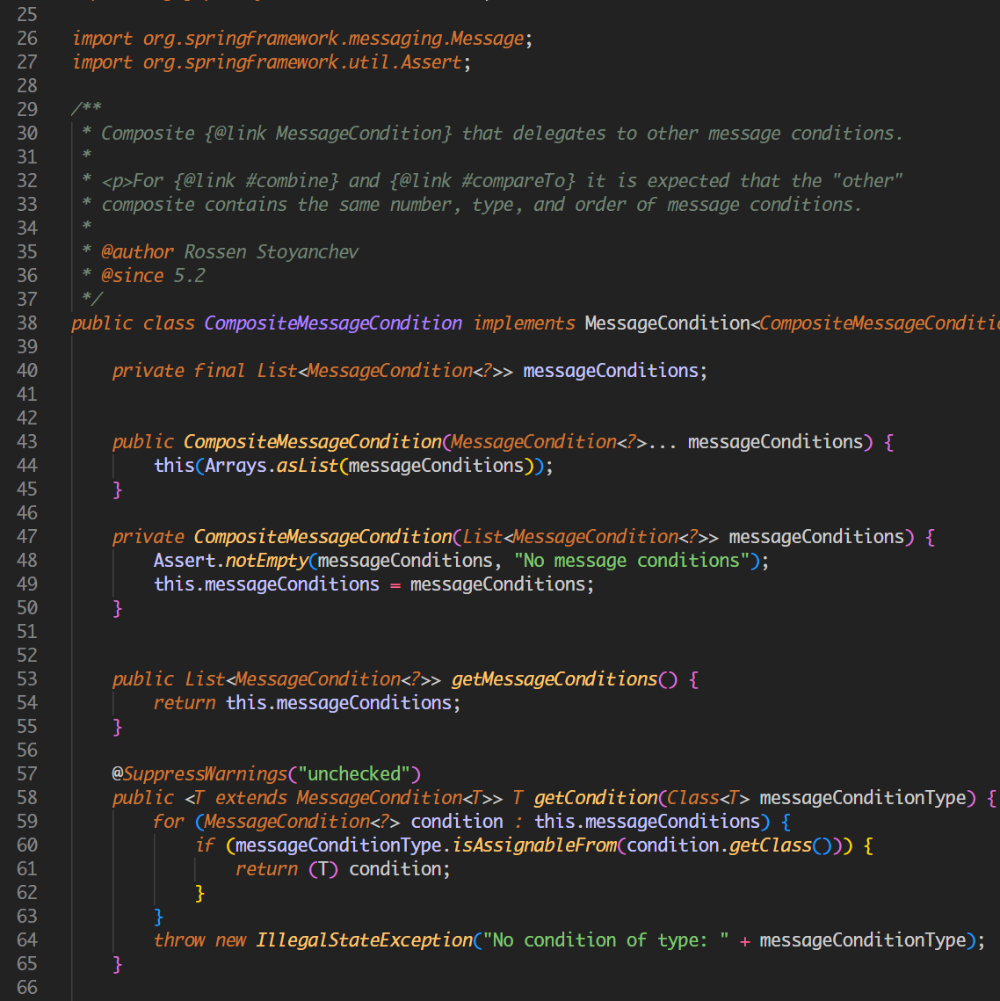 25
26 import org.springframework.messaging.Message;
27 import org.springframework.util.Assert;
28
29 /**
30  * Composite {@link MessageCondition} that delegates to other message conditions.
31  *
32  * <p>For {@link #combine} and {@link #compareTo} it is expected that the "other"
33  * composite contains the same number, type, and order of message conditions.
34  *
35  * @author Rossen Stoyanchev
36  * @since 5.2
37  */
38 public class CompositeMessageCondition implements MessageCondition<CompositeMessageConditio
39
40     private final List<MessageCondition<?>> messageConditions;
41
42
43     public CompositeMessageCondition(MessageCondition<?>... messageConditions) {
44         this(Arrays.asList(messageConditions));
45     }
46
47     private CompositeMessageCondition(List<MessageCondition<?>> messageConditions) {
48         Assert.notEmpty(messageConditions, "No message conditions");
49         this.messageConditions = messageConditions;
50     }
51
52
53     public List<MessageCondition<?>> getMessageConditions() {
54         return this.messageConditions;
55     }
56
57     @SuppressWarnings("unchecked")
58     public <T extends MessageCondition<T>> T getCondition(Class<T> messageConditionType) {
59         for (MessageCondition<?> condition : this.messageConditions) {
60             if (messageConditionType.isAssignableFrom(condition.getClass())) {
61                 return (T) condition;
62             }
63         }
64         throw new IllegalStateException("No condition of type: " + messageConditionType);
65     }
66